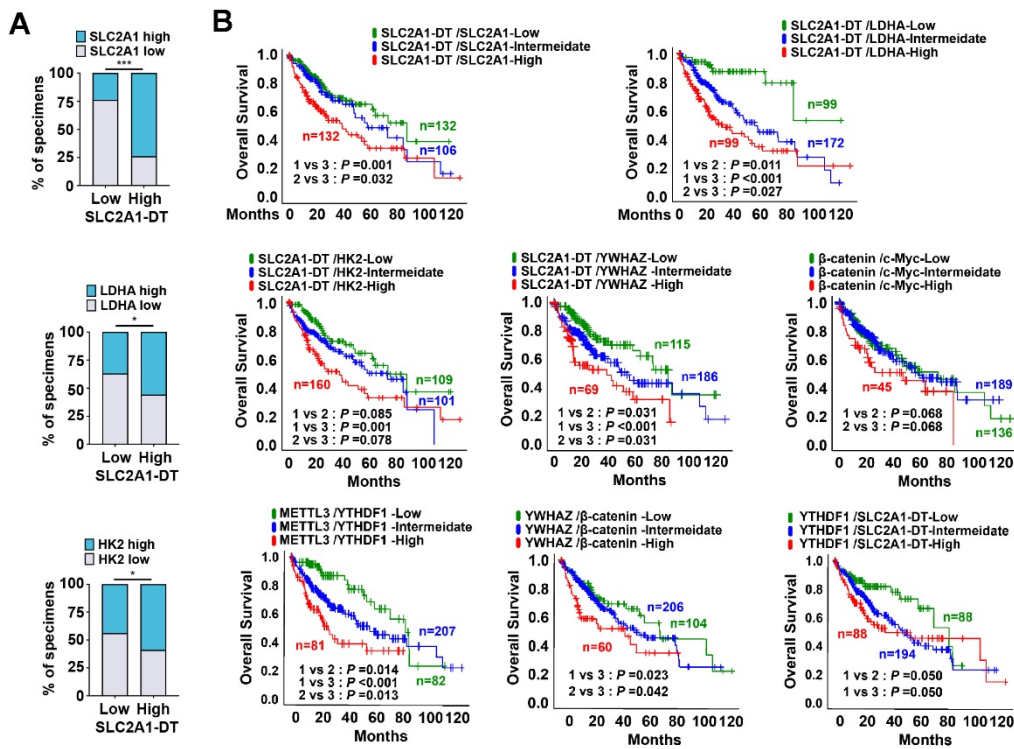 A
SLC2A1 high
SLC2A1 low
***
% of specimens
100
75
50
25
0
Low High
SLC2A1-DT
LDHA high
LDHA low
*
% of specimens
100
75
50
25
0
Low High
SLC2A1-DT
HK2 high
HK2 low
*
% of specimens
100
75
50
25
0
Low High
SLC2A1-DT
B
SLC2A1-DT /SLC2A1-Low
SLC2A1-DT /SLC2A1-Intermeidate
SLC2A1-DT /SLC2A1-High
Overall Survival
1.0
0.8
0.6
0.4
0.2
0.0
n=132
n=132
n=106
1 vs 3 : P =0.001
2 vs 3 : P =0.032
Months
0 20 40 60 80 100 120
SLC2A1-DT /LDHA-Low
SLC2A1-DT /LDHA-Intermediate
SLC2A1-DT /LDHA-High
Overall Survival
1.0
0.8
0.6
0.4
0.2
0.0
n=99
n=99
n=172
1 vs 2 : P =0.011
1 vs 3 : P <0.001
2 vs 3 : P =0.027
Months
0 20 40 60 80 100 120
SLC2A1-DT /HK2-Low
SLC2A1-DT /HK2-Intermeidate
SLC2A1-DT /HK2-High
Overall Survival
1.0
0.8
0.6
0.4
0.2
0.0
n=160
n=109
n=101
1 vs 2 : P =0.085
1 vs 3 : P =0.001
2 vs 3 : P =0.078
0 20 40 60 80 100 120
Months
SLC2A1-DT /YWHAZ-Low
SLC2A1-DT /YWHAZ -Intermeidate
SLC2A1-DT /YWHAZ -High
Overall Survival
1.0
0.8
0.6
0.4
0.2
0.0
n=115
n=69
n=186
1 vs 2 : P =0.031
1 vs 3 : P <0.001
2 vs 3 : P =0.031
0 20 40 60 80 100 120
Months
β-catenin /c-Myc-Low
β-catenin /c-Myc-Intermeidate
β-catenin /c-Myc-High
Overall Survival
1.0
0.8
0.6
0.4
0.2
0.0
n=45
n=189
n=136
1 vs 2 : P =0.068
2 vs 3 : P =0.068
0 20 40 60 80 100 120
Months
METTL3 /YTHDF1 -Low
METTL3 /YTHDF1 -Intermeidate
METTL3 /YTHDF1 -High
Overall Survival
1.0
0.8
0.6
0.4
0.2
0.0
n=81
n=207
n=82
1 vs 2 : P =0.014
1 vs 3 : P <0.001
2 vs 3 : P =0.013
0 20 40 60 80 100 120
Months
YWHAZ /β-catenin -Low
YWHAZ /β-catenin -Intermeidate
YWHAZ /β-catenin -High
Overall Survival
1.0
0.8
0.6
0.4
0.2
0.0
n=206
n=104
n=60
1 vs 3 : P =0.023
2 vs 3 : P =0.042
0 20 40 60 80 100 120
Months
YTHDF1 /SLC2A1-DT-Low
YTHDF1 /SLC2A1-DT-Intermeidate
YTHDF1 /SLC2A1-DT-High
Overall Survival
1.0
0.8
0.6
0.4
0.2
0.0
n=88
n=88
n=194
1 vs 2 : P =0.050
1 vs 3 : P =0.050
0 20 40 60 80 100 120
Months